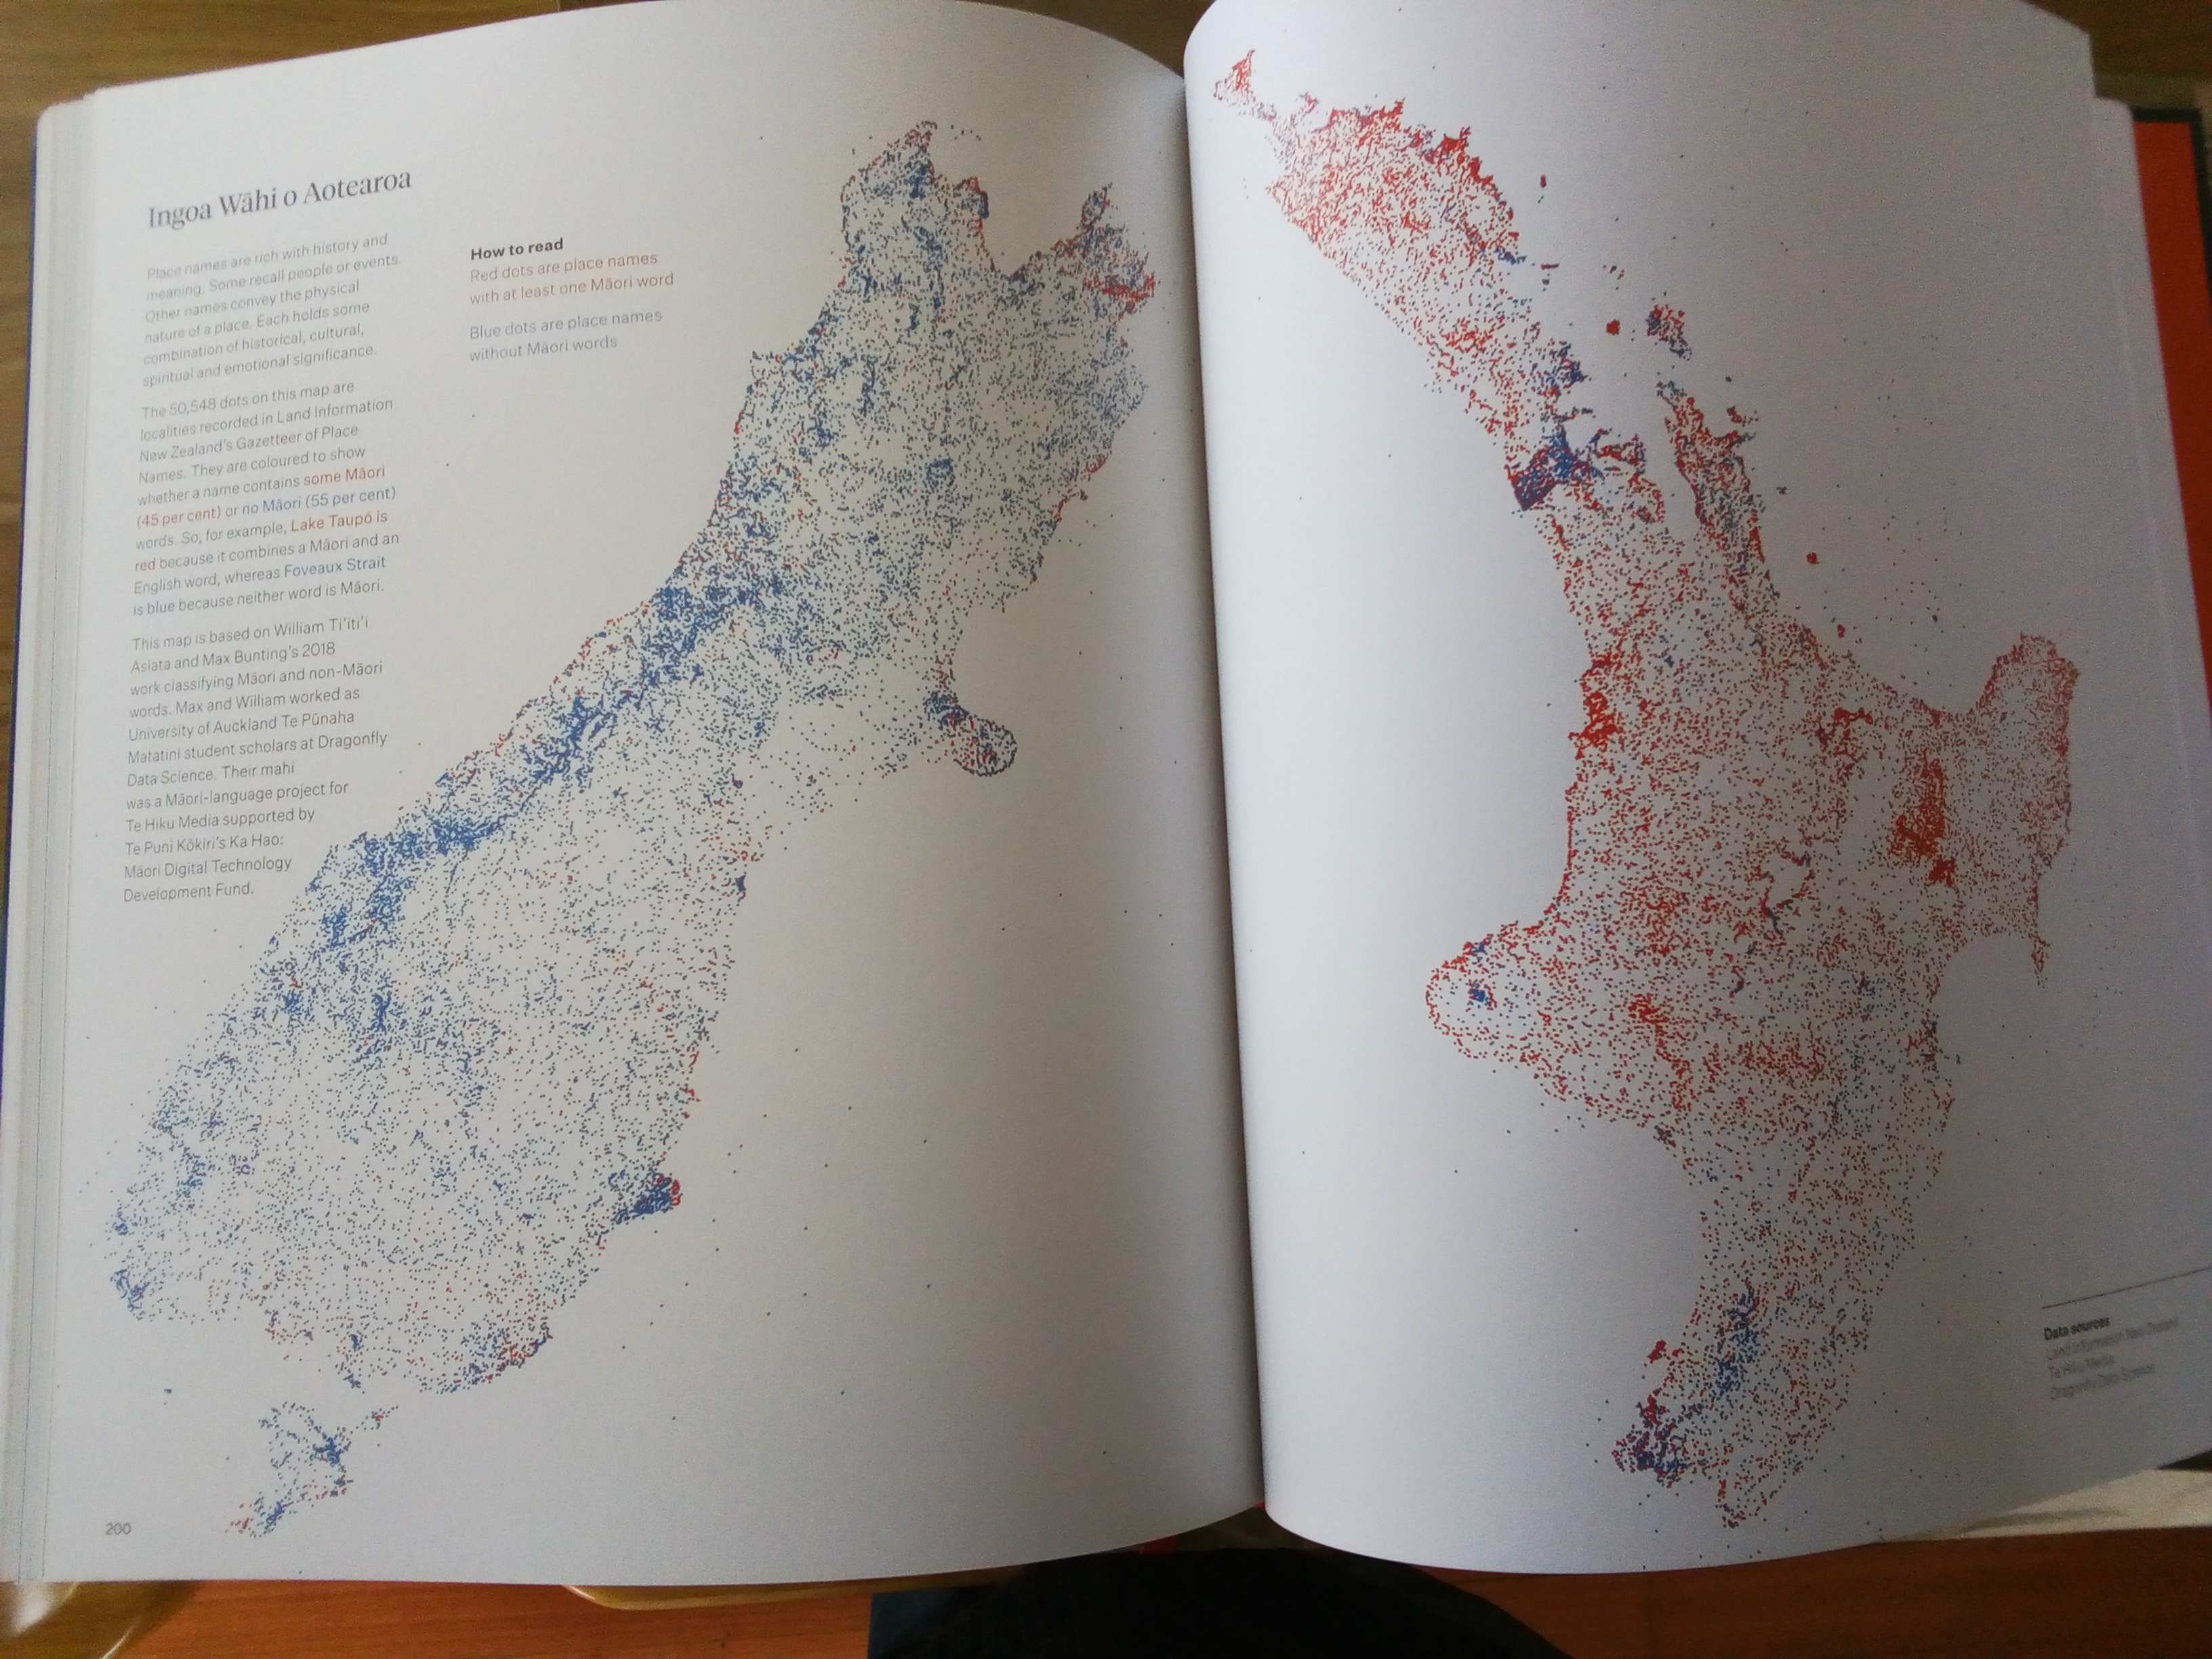 Ingoa Wāhi o Aotearoa
Place names are rich with history and
meaning. Some recall people or events.
Other names convey the physical
nature of a place. Each holds some
combination of historical, cultural,
spiritual and emotional significance.
The 50,548 dots on this map are
localities recorded in Land Information
New Zealand's Gazetteer of Place
Names. They are coloured to show
whether a name contains some Māori
(45 per cent) or no Māori (55 per cent)
words. So, for example, Lake Taupō is
red because it combines a Māori and an
English word, whereas Foveaux Strait
is blue because neither word is Māori.
This map is based on William Ti'iti'i
Asiata and Max Bunting's 2018
work classifying Māori and non-Māori
words. Max and William worked as
University of Auckland Te Pūnaha
Matatini student scholars at Dragonfly
Data Science. Their mahi
was a Māori-language project for
Te Hiku Media supported by
Te Puni Kōkiri's Ka Hao:
Māori Digital Technology
Development Fund.
How to read
Red dots are place names
with at least one Māori word
Blue dots are place names
without Māori words
200
Data sources
Land Information New Zealand
Te Hiku Media
Dragonfly Data Science